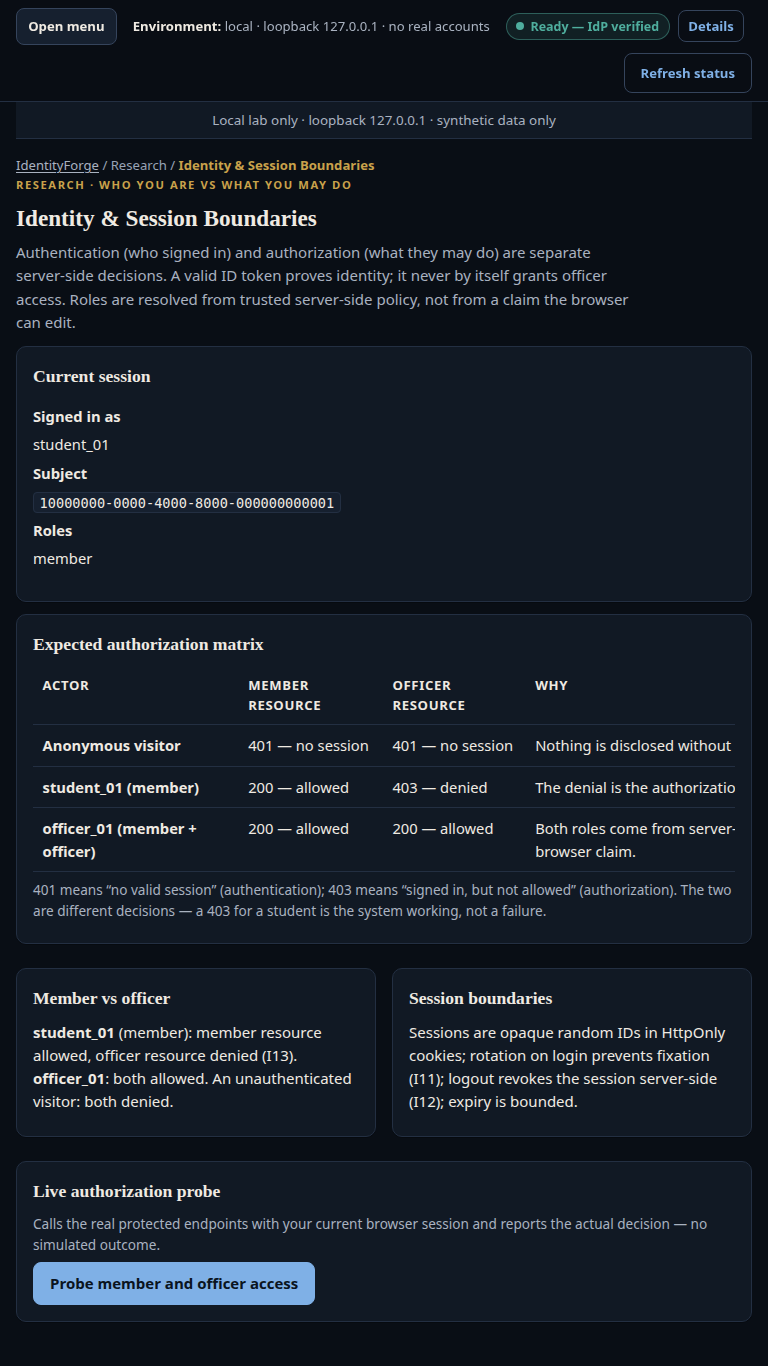 Open menu
Environment: local · loopback 127.0.0.1 · no real accounts
Ready — IdP verified
Details
Refresh status
Local lab only · loopback 127.0.0.1 · synthetic data only
IdentityForge / Research / Identity & Session Boundaries
RESEARCH · WHO YOU ARE VS WHAT YOU MAY DO
Identity & Session Boundaries
Authentication (who signed in) and authorization (what they may do) are separate
server-side decisions. A valid ID token proves identity; it never by itself grants officer
access. Roles are resolved from trusted server-side policy, not from a claim the browser
can edit.
Current session
Signed in as
student_01
Subject
10000000-0000-4000-8000-000000000001
Roles
member
Expected authorization matrix
ACTOR
MEMBER
RESOURCE
OFFICER
RESOURCE
WHY
Anonymous visitor
401 — no session
401 — no session
Nothing is disclosed without
student_01 (member)
200 — allowed
403 — denied
The denial is the authorizatio
officer_01 (member +
officer)
200 — allowed
200 — allowed
Both roles come from server-
browser claim.
401 means “no valid session” (authentication); 403 means “signed in, but not allowed” (authorization). The two
are different decisions — a 403 for a student is the system working, not a failure.
Member vs officer
student_01 (member): member resource
allowed, officer resource denied (I13).
officer_01: both allowed. An unauthenticated
visitor: both denied.
Session boundaries
Sessions are opaque random IDs in HttpOnly
cookies; rotation on login prevents fixation
(I11); logout revokes the session server-side
(I12); expiry is bounded.
Live authorization probe
Calls the real protected endpoints with your current browser session and reports the actual decision — no
simulated outcome.
Probe member and officer access